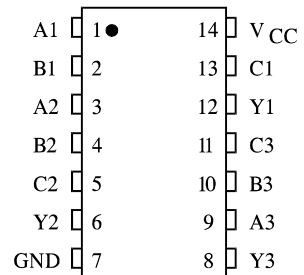 A1 1 14 VCC
B1 2 13 C1
A2 3 12 Y1
B2 4 11 C3
C2 5 10 B3
Y2 6 9 A3
GND 7 8 Y3